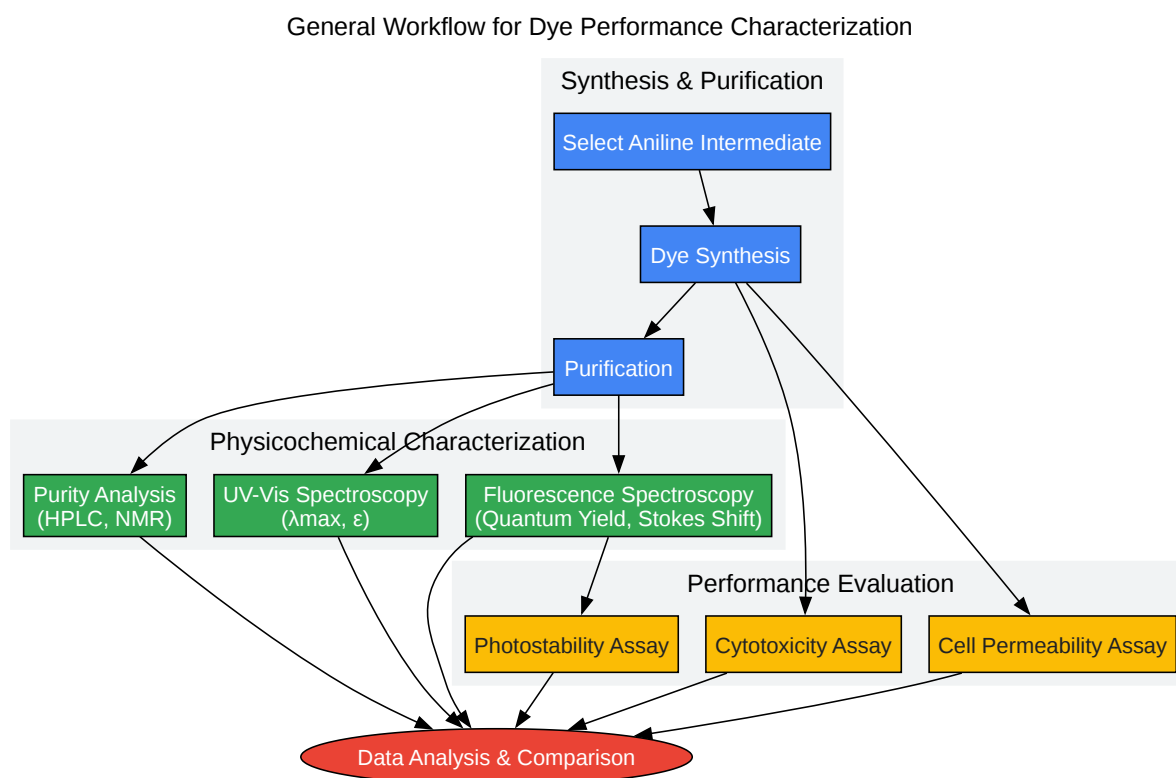 General Workflow for Dye Performance Characterization
Synthesis & Purification
Select Aniline Intermediate
Dye Synthesis
Purification
Physicochemical Characterization
Purity Analysis
(HPLC, NMR)
UV-Vis Spectroscopy
(λmax, ε)
Fluorescence Spectroscopy
(Quantum Yield, Stokes Shift)
Performance Evaluation
Photostability Assay
Cytotoxicity Assay
Cell Permeability Assay
Data Analysis & Comparison